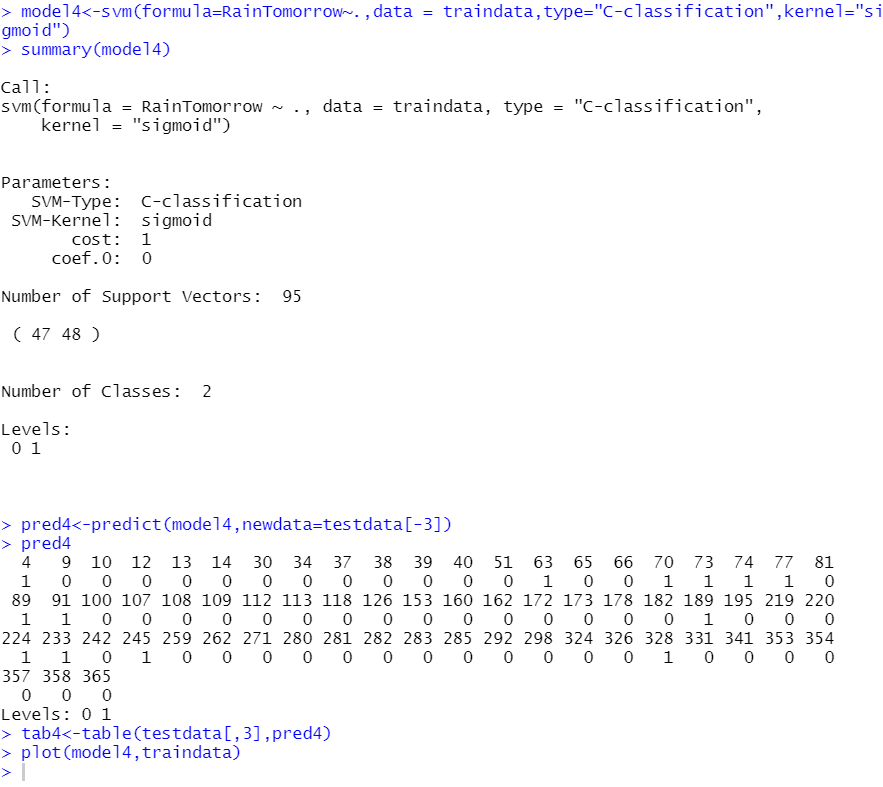 > model4<-svm(formula=RainTomorrow~.,data = traindata,type="C-classification",kernel="si
gmoid")
> summary(model4)
Call:
svm(formula = RainTomorrow ~ ., data = traindata, type = "C-classification",
    kernel = "sigmoid")
Parameters:
   SVM-Type:  C-classification
 SVM-Kernel:  sigmoid
       cost:  1
     coef.0:  0
Number of Support Vectors:  95
 ( 47 48 )
Number of Classes:  2
Levels:
 0 1
> pred4<-predict(model4,newdata=testdata[-3])
> pred4
  4   9  10  12  13  14  30  34  37  38  39  40  51  63  65  66  70  73  74  77  81
  1   0   0   0   0   0   0   0   0   0   0   0   0   1   0   0   1   1   1   1   0
 89  91 100 107 108 109 112 113 118 126 153 160 162 172 173 178 182 189 195 219 220
  1   1   0   0   0   0   0   0   0   0   0   0   0   0   0   0   0   1   0   0   0
224 233 242 245 259 262 271 280 281 282 283 285 292 298 324 326 328 331 341 353 354
  1   1   0   1   0   0   0   0   0   0   0   0   0   0   0   0   1   0   0   0   0
357 358 365
  0   0   0
Levels: 0 1
> tab4<-table(testdata[,3],pred4)
> plot(model4,traindata)
>